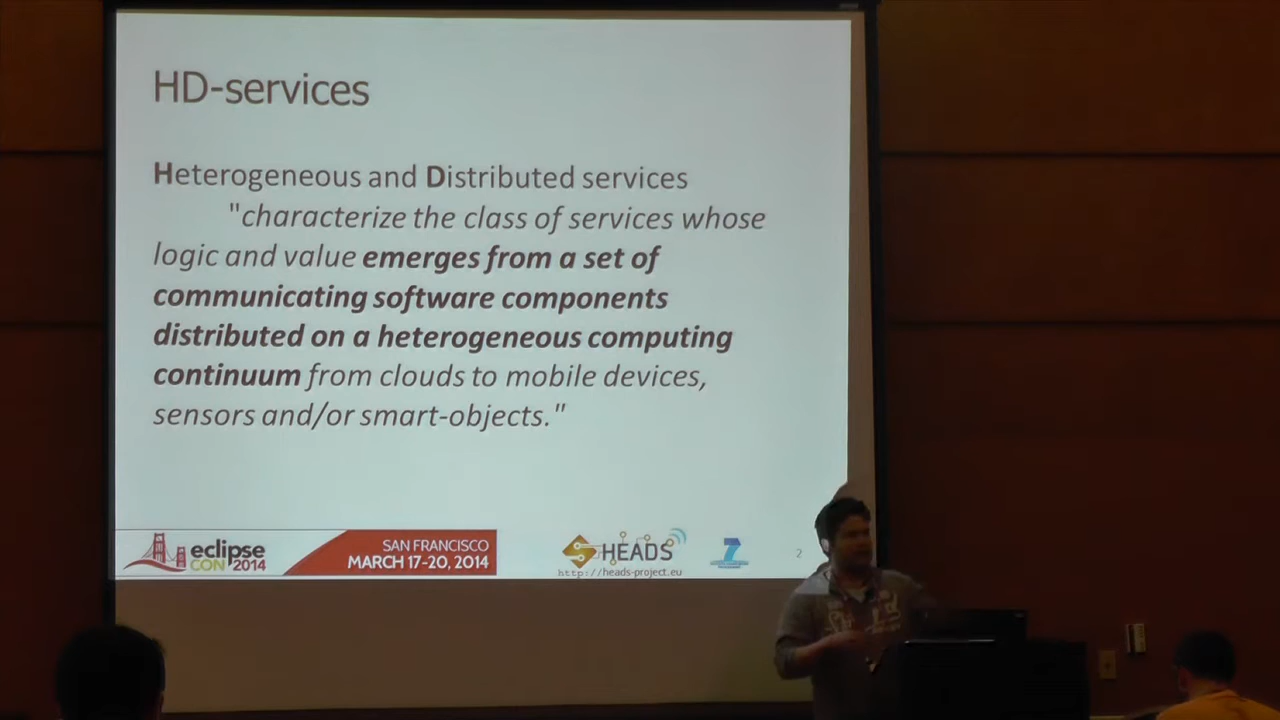 HD-services
Heterogeneous and Distributed services
"characterize the class of services whose
logic and value emerges from a set of
communicating software components
distributed on a heterogeneous computing
continuum from clouds to mobile devices,
sensors and/or smart-objects."
eclipse
CON 2014
SAN FRANCISCO
MARCH 17-20, 2014
HEADS
http://heads-project.eu
7
2